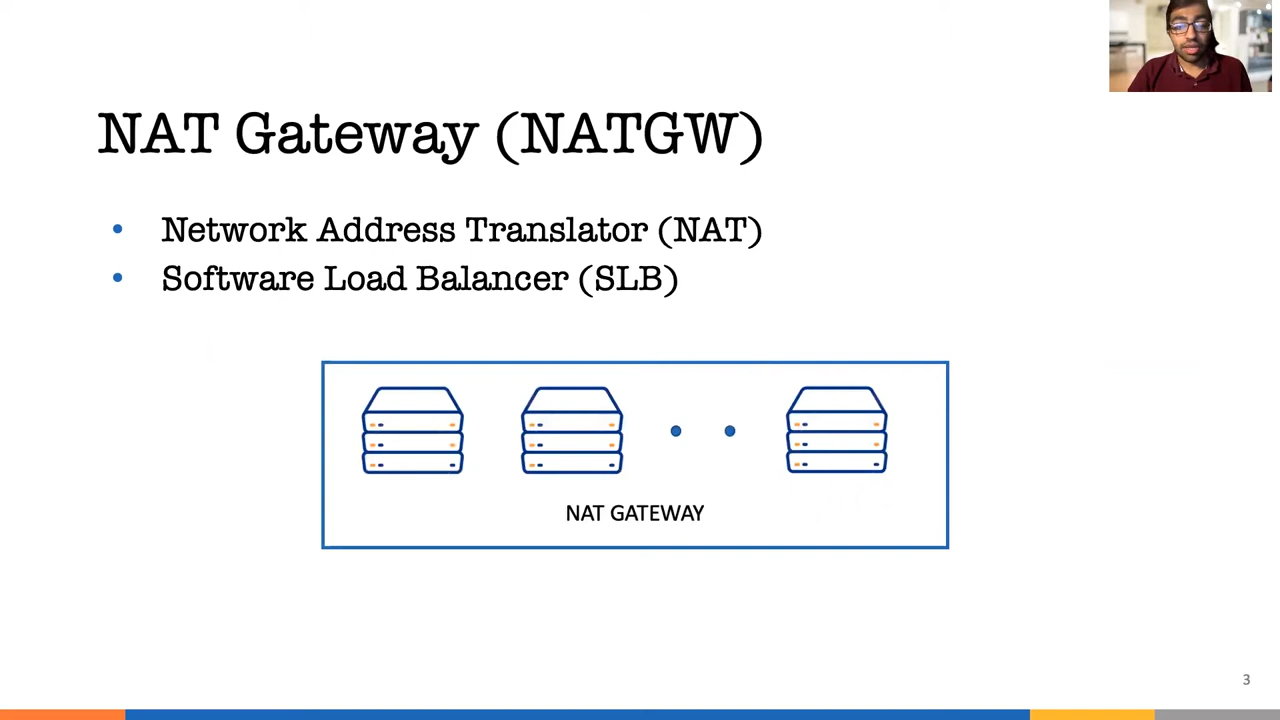 NAT Gateway (NATGW)
• Network Address Translator (NAT)
• Software Load Balancer (SLB)
NAT GATEWAY
3